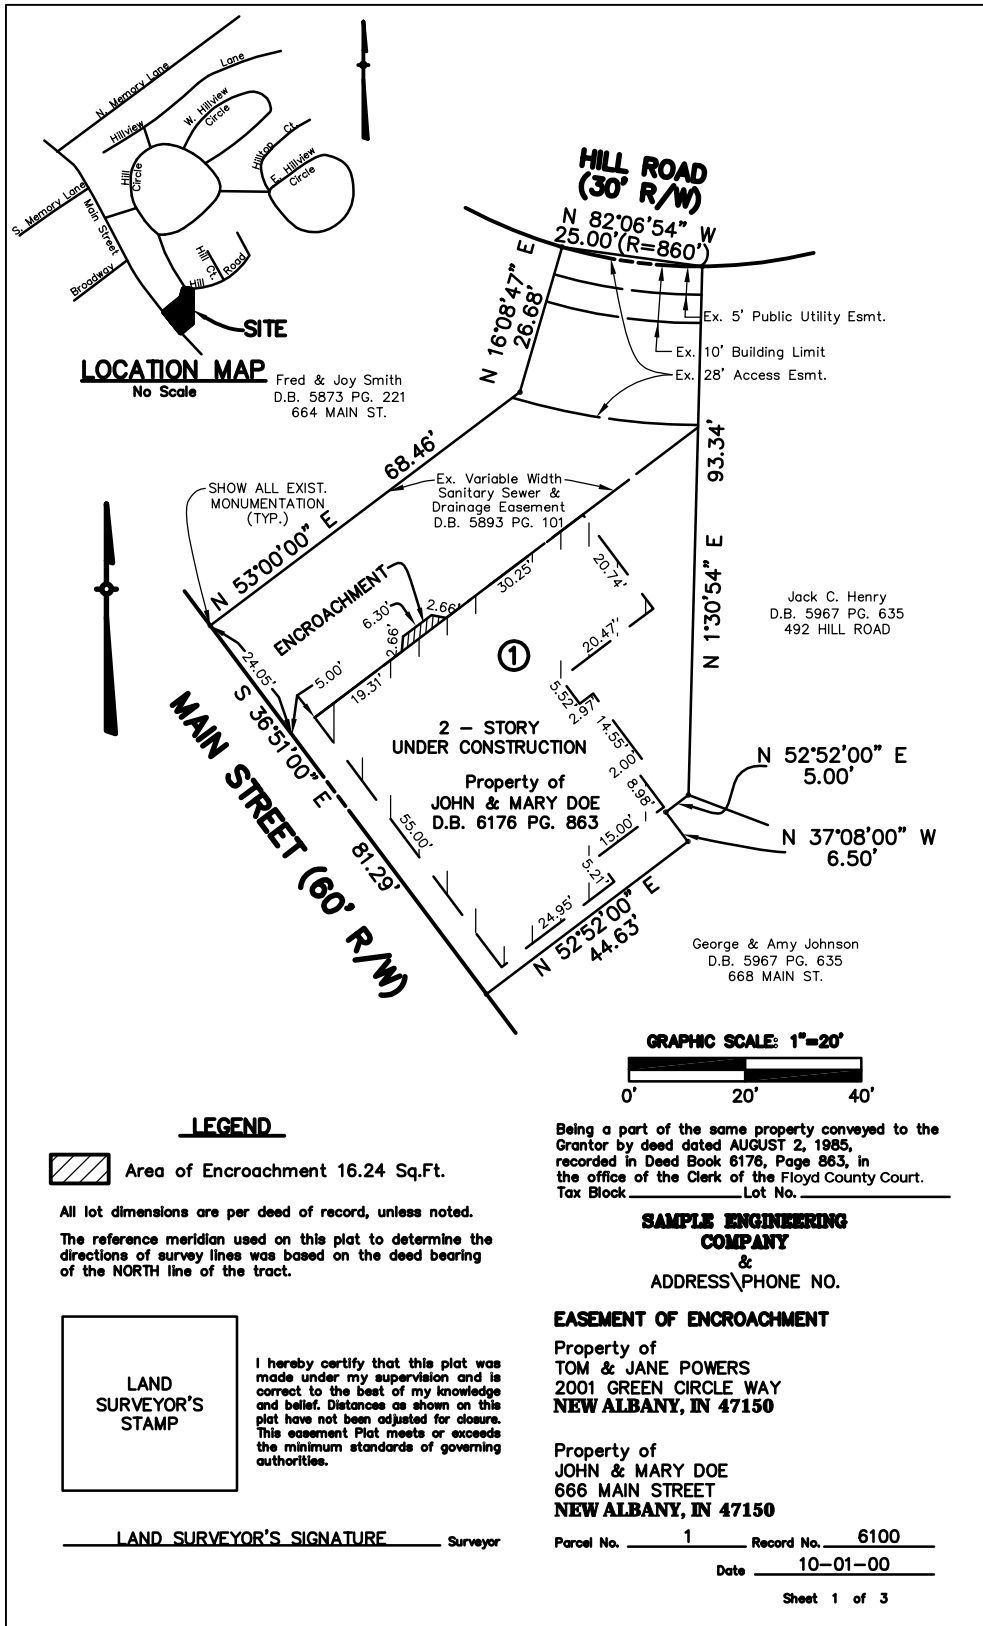 N. Memory Lane
Lane
Hillview
W. Hillview
Circle
Hill
Circle
Hilltop Ct.
E. Hillview
Circle
S. Memory Lane
Main Street
Broadway
Hill Ct.
Hill Road
SITE
LOCATION MAP
No Scale
Fred & Joy Smith
D.B. 5873 PG. 221
664 MAIN ST.
HILL ROAD
(30' R/W)
N 82°06'54" W
25.00'(R=860')
N 16°08'47" E
26.68'
Ex. 5' Public Utility Esmt.
Ex. 10' Building Limit
Ex. 28' Access Esmt.
68.46'
N 53°00'00" E
93.34'
N 1°30'54" E
SHOW ALL EXIST.
MONUMENTATION
(TYP.)
Ex. Variable Width
Sanitary Sewer &
Drainage Easement
D.B. 5893 PG. 101
ENCROACHMENT
6.30'
2.66'
2.66'
30.25'
20.74'
20.47'
Jack C. Henry
D.B. 5967 PG. 635
492 HILL ROAD
24.05'
5.00'
19.31'
1
5.52'
2.97'
14.55'
2.00'
8.98'
S 36°51'00" E
81.29'
MAIN STREET (60' R/W)
2 - STORY
UNDER CONSTRUCTION
Property of
JOHN & MARY DOE
D.B. 6176 PG. 863
55.00'
15.00'
5.21'
24.95'
N 52°52'00" E
5.00'
N 37°08'00" W
6.50'
N 52°52'00" E
44.63'
George & Amy Johnson
D.B. 5967 PG. 635
668 MAIN ST.
GRAPHIC SCALE: 1"=20'
0' 20' 40'
LEGEND
Area of Encroachment 16.24 Sq.Ft.
All lot dimensions are per deed of record, unless noted.
The reference meridian used on this plat to determine the
directions of survey lines was based on the deed bearing
of the NORTH line of the tract.
Being a part of the same property conveyed to the
Grantor by deed dated AUGUST 2, 1985,
recorded in Deed Book 6176, Page 863, in
the office of the Clerk of the Floyd County Court.
Tax Block Lot No.
SAMPLE ENGINEERING
COMPANY
&
ADDRESS\PHONE NO.
EASEMENT OF ENCROACHMENT
Property of
TOM & JANE POWERS
2001 GREEN CIRCLE WAY
NEW ALBANY, IN 47150
Property of
JOHN & MARY DOE
666 MAIN STREET
NEW ALBANY, IN 47150
LAND
SURVEYOR'S
STAMP
I hereby certify that this plat was
made under my supervision and is
correct to the best of my knowledge
and belief. Distances as shown on this
plat have not been adjusted for closure.
This easement Plat meets or exceeds
the minimum standards of governing
authorities.
LAND SURVEYOR'S SIGNATURE Surveyor
Parcel No. 1 Record No. 6100
Date 10-01-00
Sheet 1 of 3